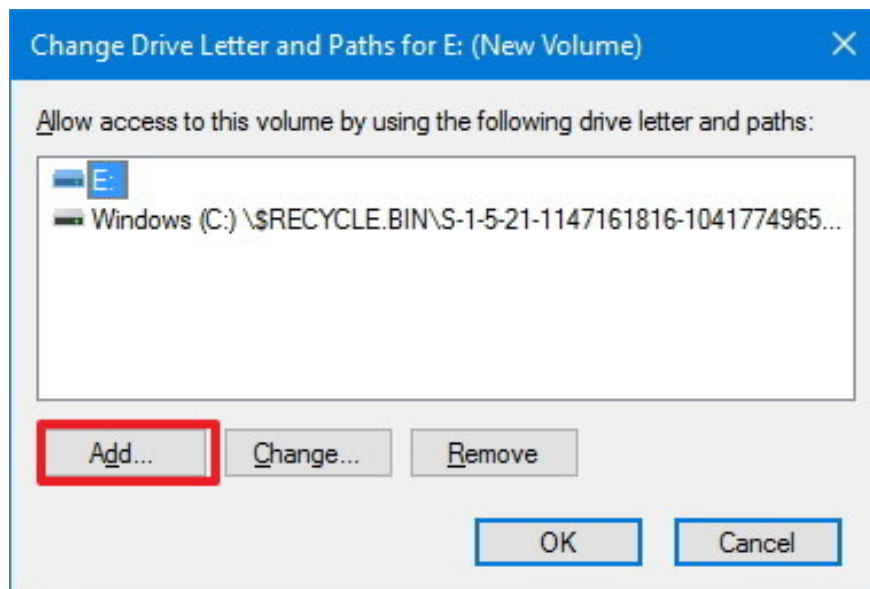 Change Drive Letter and Paths for E: (New Volume)
Allow access to this volume by using the following drive letter and paths:
E:
Windows (C:) \$RECYCLE.BIN\S-1-5-21-1147161816-1041774965...
Add...
Change...
Remove
OK
Cancel